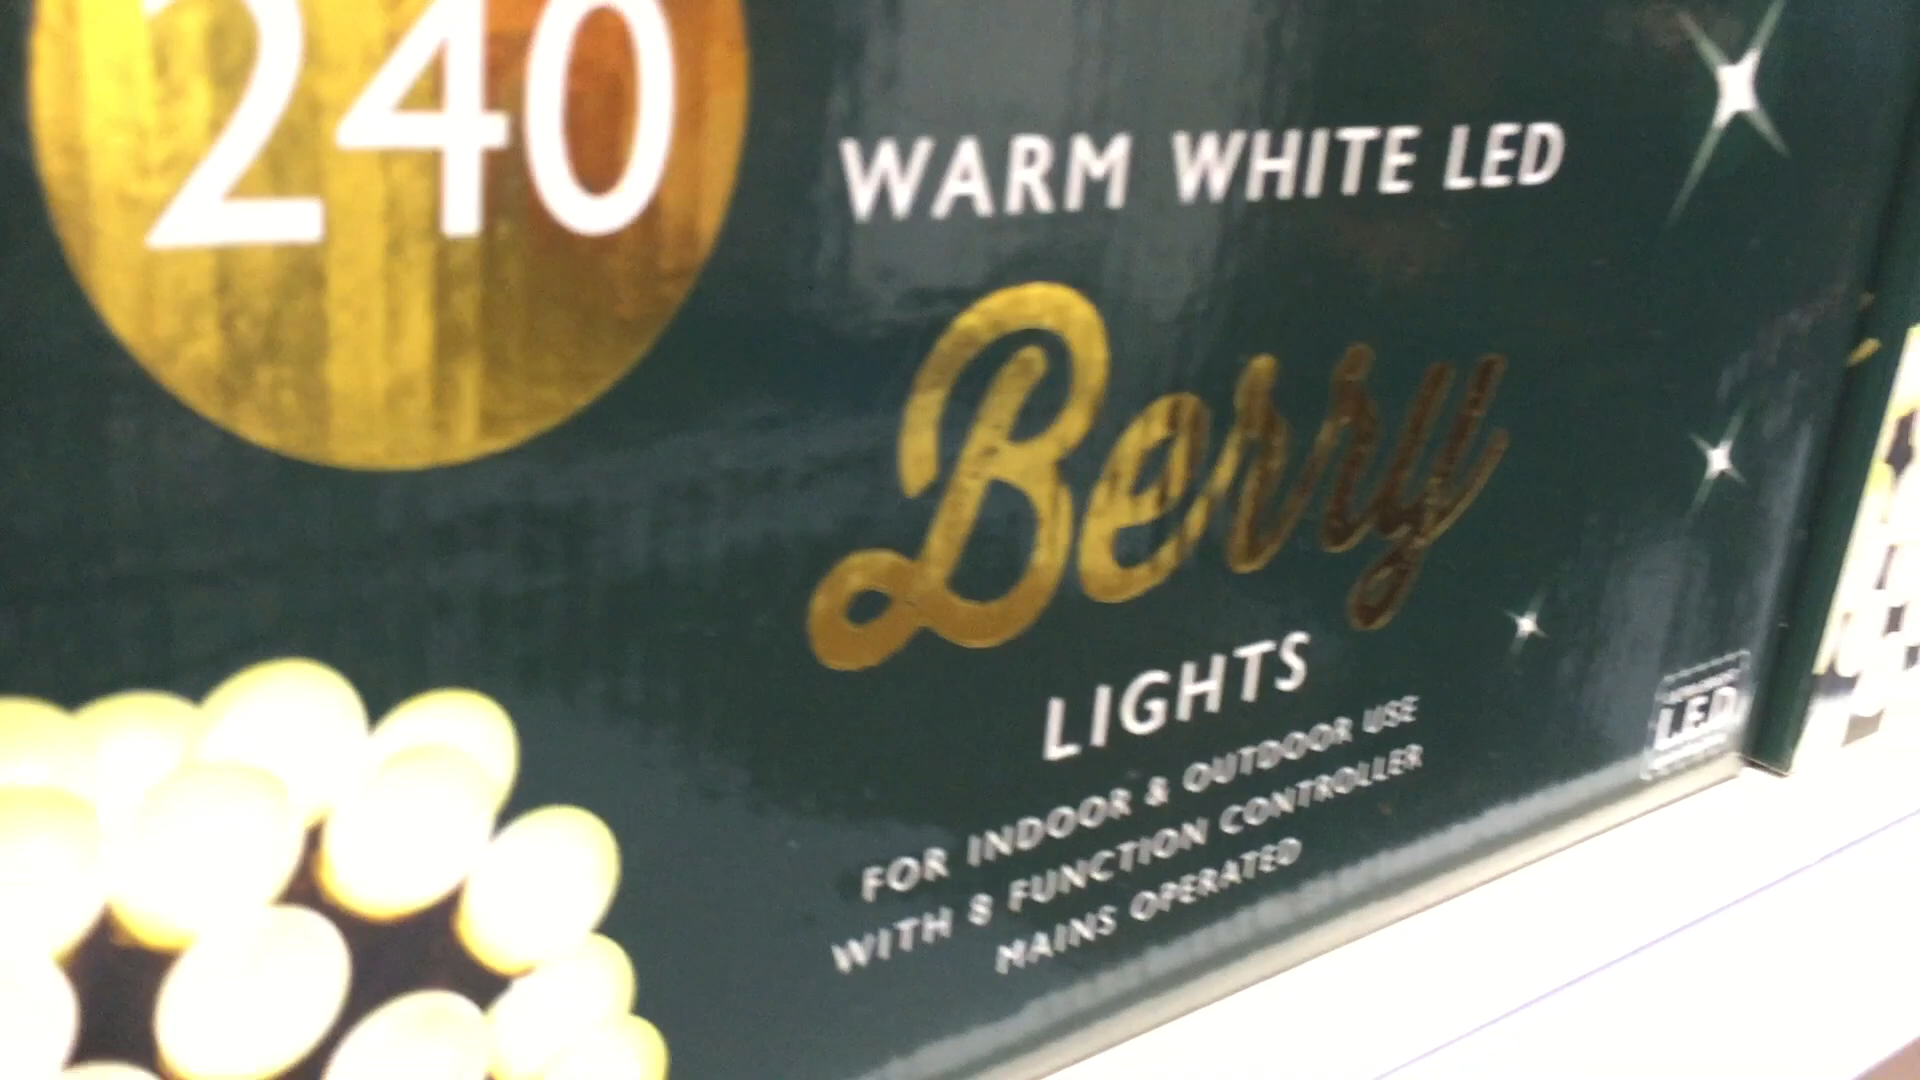 240
WARM WHITE LED
Berry
LIGHTS
FOR INDOOR & OUTDOOR USE
WITH 8 FUNCTION CONTROLLER
MAINS OPERATED
LED